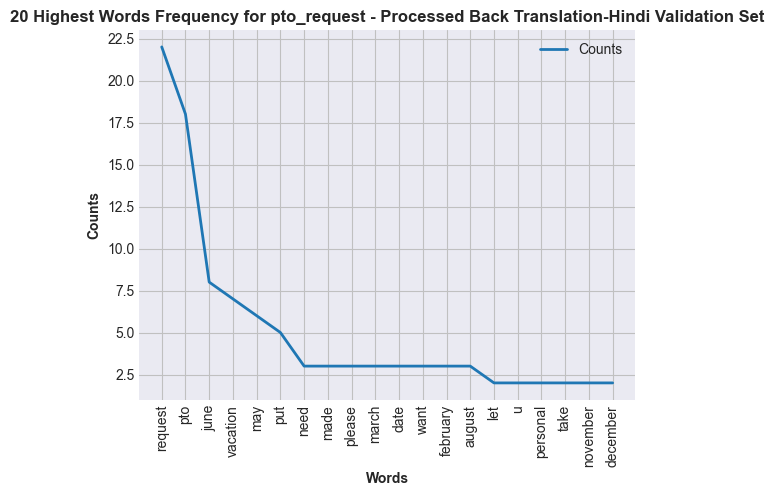 20 Highest Words Frequency for pto_request - Processed Back Translation-Hindi Validation Set
22.5
20.0
17.5
15.0
12.5
10.0
7.5
5.0
2.5
Counts
Counts
request
pto
june
vacation
may
put
need
made
please
march
date
want
february
august
let
u
personal
take
november
december
Words